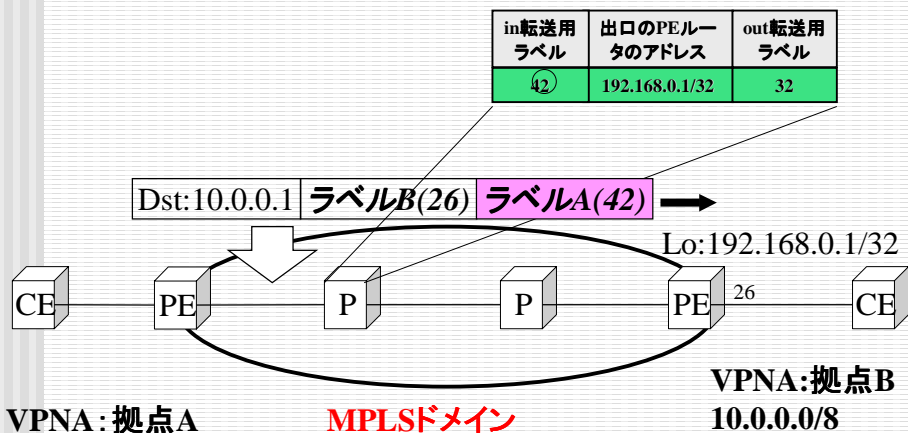 in転送用 出口のPEルー out転送用
ラベル タのアドレス ラベル
42 192.168.0.1/32 32
Dst:10.0.0.1 ラベルB(26) ラベルA(42)
Lo:192.168.0.1/32
CE PE P P PE 26 CE
VPNA:拠点B
VPNA:拠点A MPLSドメイン 10.0.0.0/8